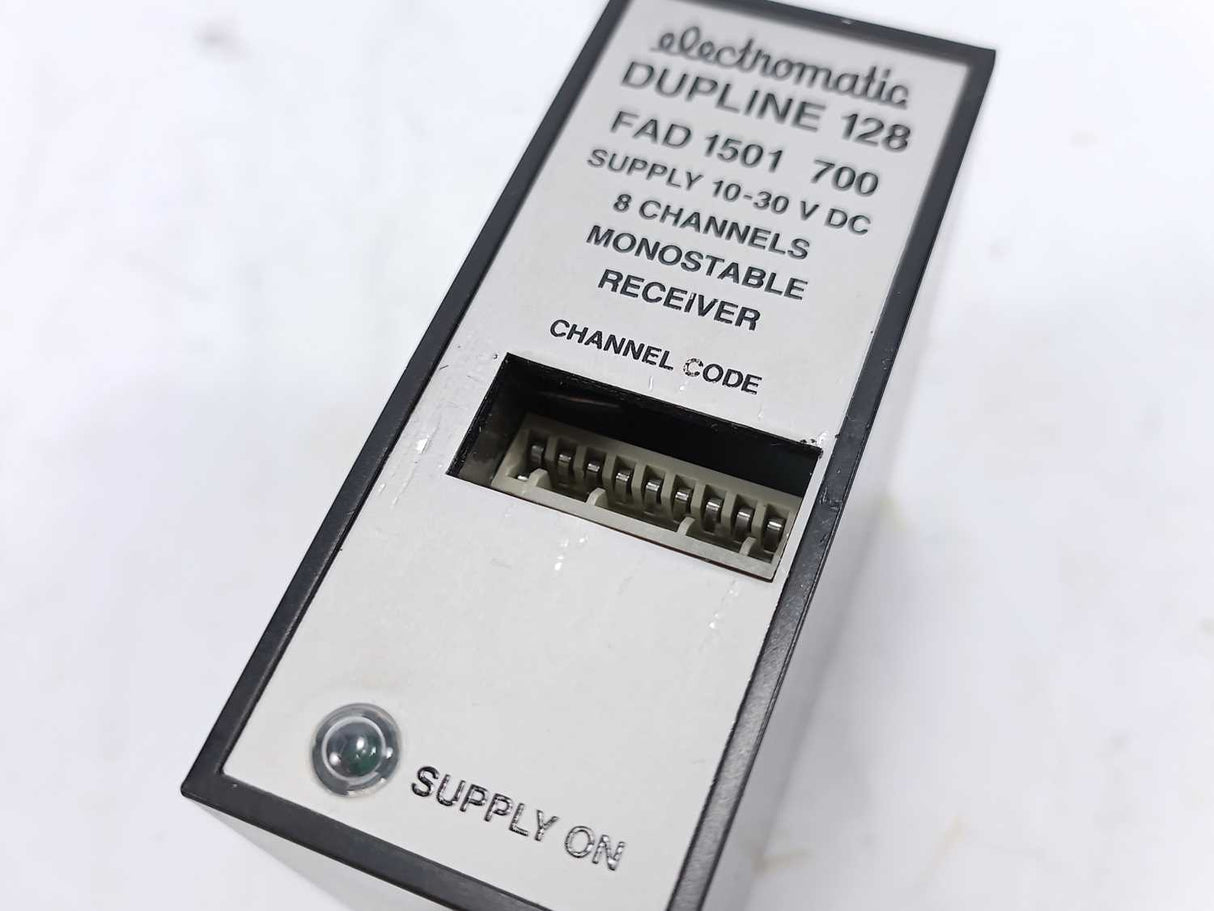 electromatic
DUPLINE 128
FAD 1501 700
SUPPLY 10-30 V DC
8 CHANNELS
MONOSTABLE
RECEIVER
CHANNEL CODE
SUPPLY ON